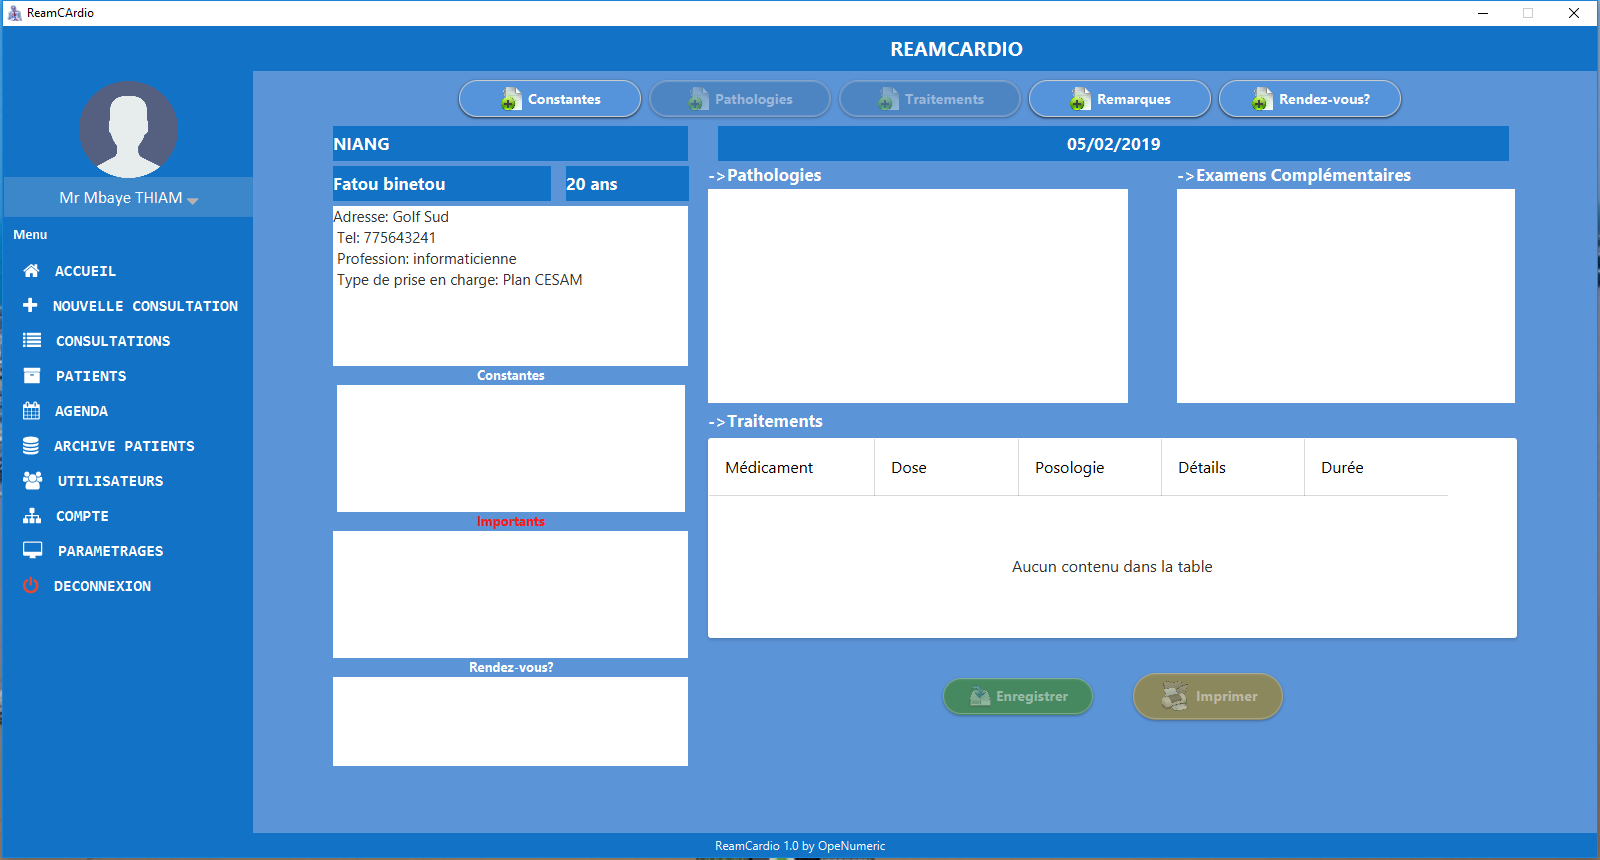 ReamCArdio
REAMCARDIO
Mr Mbaye THIAM
Menu
ACCUEIL
NOUVELLE CONSULTATION
CONSULTATIONS
PATIENTS
AGENDA
ARCHIVE PATIENTS
UTILISATEURS
COMPTE
PARAMETRAGES
DECONNEXION
Constantes
Pathologies
Traitements
Remarques
Rendez-vous?
NIANG
Fatou binetou
20 ans
Adresse: Golf Sud
Tel: 775643241
Profession: informaticienne
Type de prise en charge: Plan CESAM
Constantes
Importants
Rendez-vous?
05/02/2019
->Pathologies
->Examens Complémentaires
->Traitements
Médicament Dose Posologie Détails Durée
Aucun contenu dans la table
Enregistrer
Imprimer
ReamCardio 1.0 by OpeNumeric